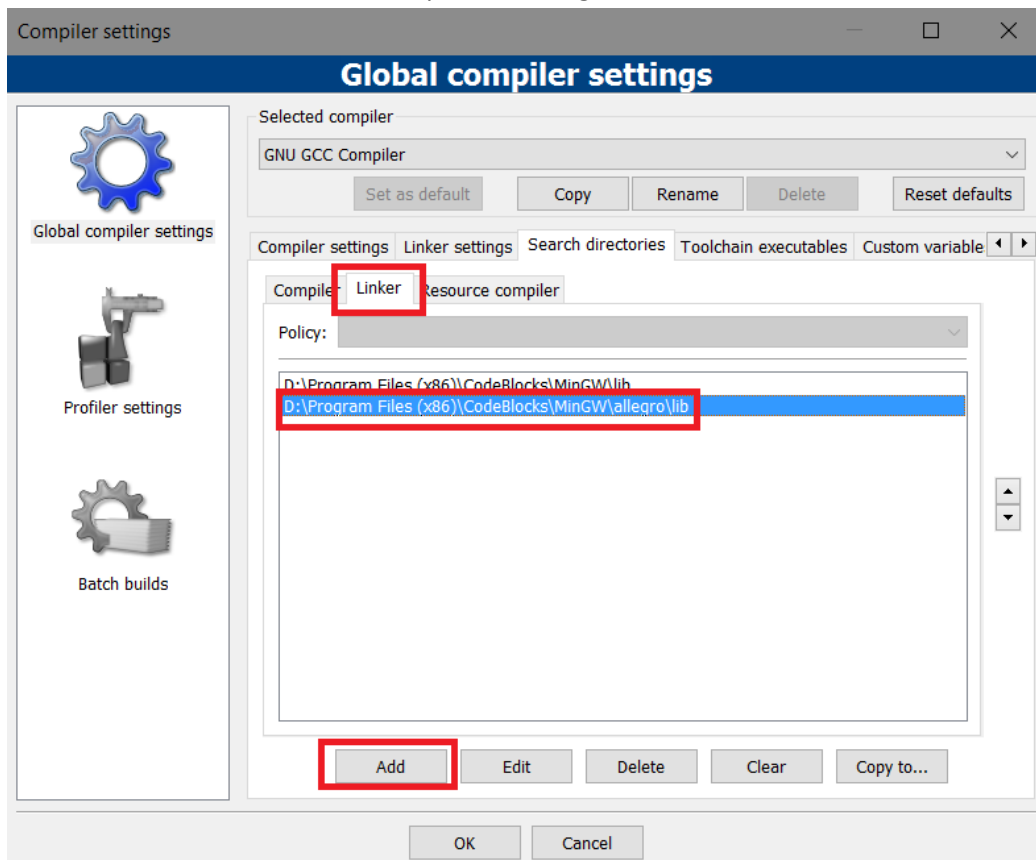 Compiler settings
Global compiler settings
Global compiler settings
Profiler settings
Batch builds
Selected compiler
GNU GCC Compiler
Set as default Copy Rename Delete Reset defaults
Compiler settings Linker settings Search directories Toolchain executables Custom variable
Compiler Linker Resource compiler
Policy:
D:\Program Files (x86)\CodeBlocks\MinGW\lib
D:\Program Files (x86)\CodeBlocks\MinGW\allegro\lib
Add Edit Delete Clear Copy to...
OK Cancel